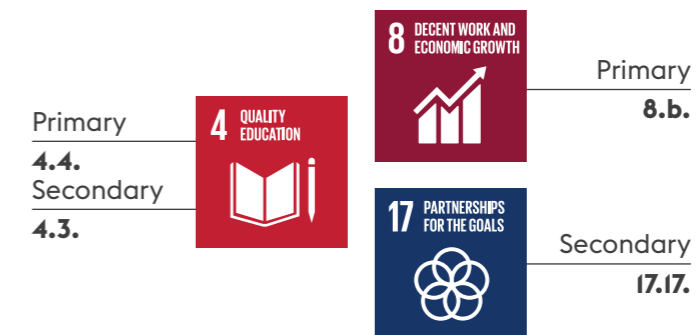 Primary
4.4.
Secondary
4.3.
4 QUALITY
EDUCATION
8 DECENT WORK AND
ECONOMIC GROWTH
Primary
8.b.
17 PARTNERSHIPS
FOR THE GOALS
Secondary
17.17.